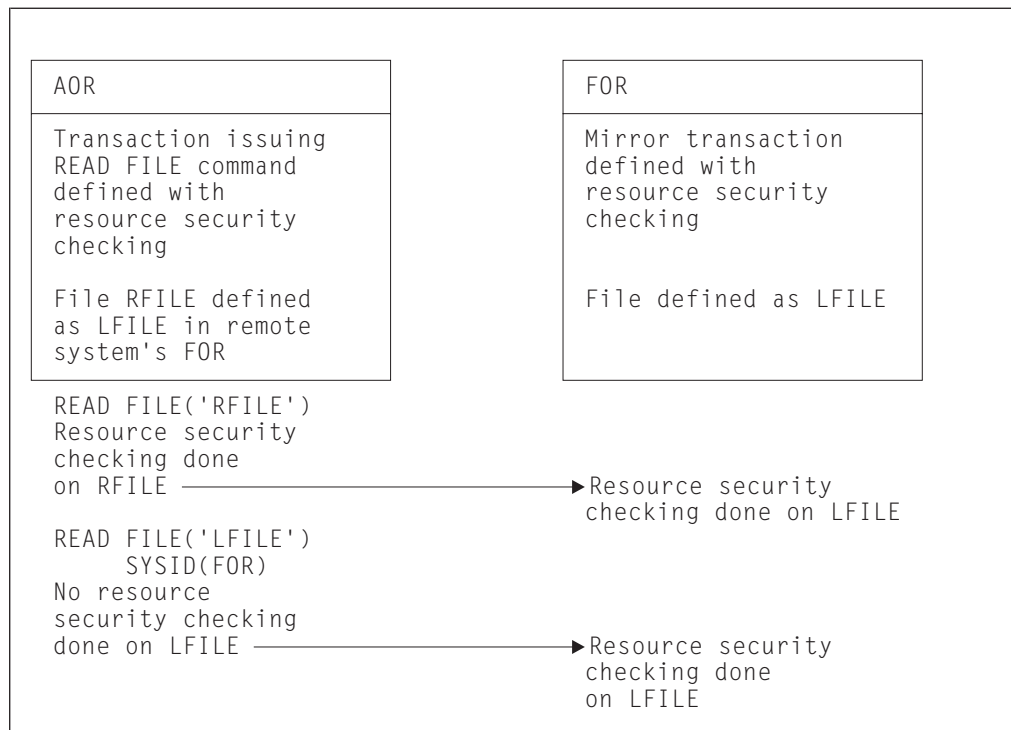 AOR
Transaction issuing
READ FILE command
defined with
resource security
checking
File RFILE defined
as LFILE in remote
system's FOR
FOR
Mirror transaction
defined with
resource security
checking
File defined as LFILE
READ FILE('RFILE')
Resource security
checking done
on RFILE
Resource security
checking done on LFILE
READ FILE('LFILE')
SYSID(FOR)
No resource
security checking
done on LFILE
Resource security
checking done
on LFILE